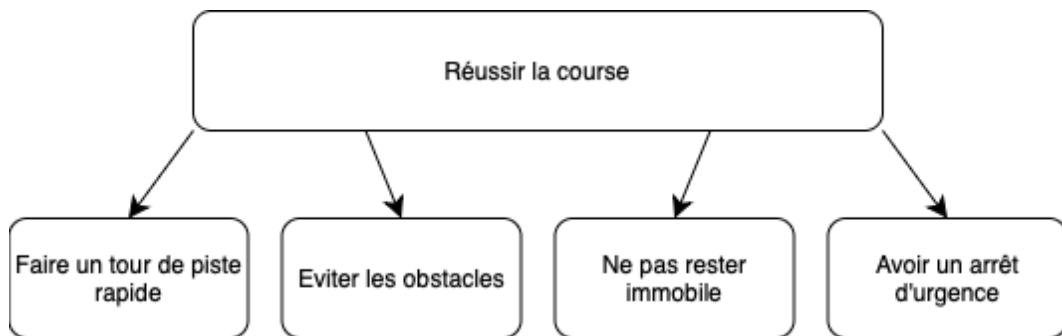 Réussir la course
Faire un tour de piste
rapide
Eviter les obstacles
Ne pas rester
immobile
Avoir un arrêt
d'urgence